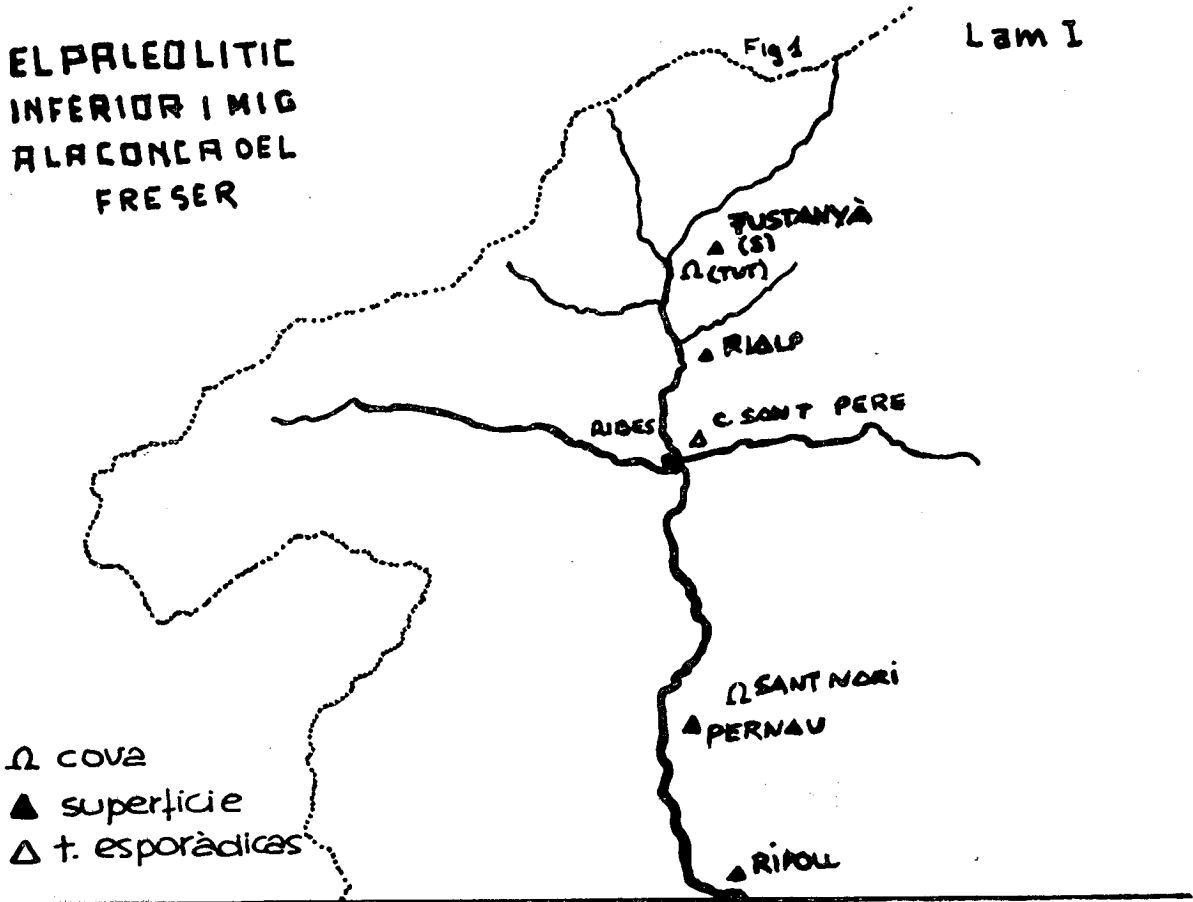 EL PALEOLITIC
INFERIOR I MIG
A LA CONCA DEL
FRESER
Fig 1
Lam I
FUSTANYÀ
(S)
Ω (TUT)
RIALP
RIBES
C SANT PERE
Ω SANT NORI
PERNAU
RIPOLL
Ω cova
▲ superficie
△ t. esporàdicas